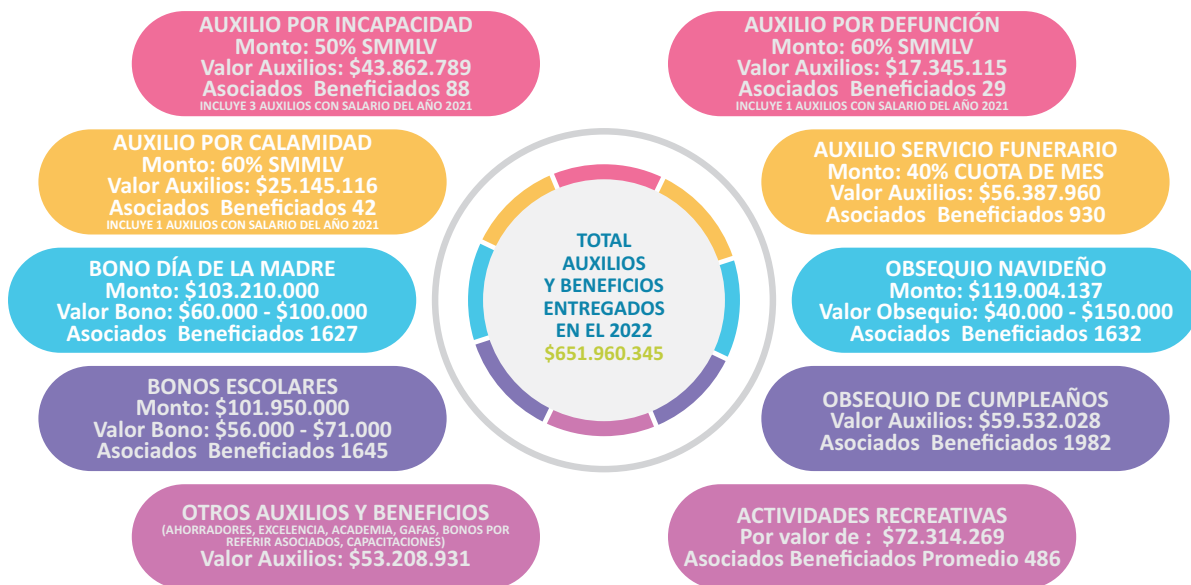 AUXILIO POR INCAPACIDAD
Monto: 50% SMMLV
Valor Auxilios: $43.862.789
Asociados Beneficiados 88
INCLUYE 3 AUXILIOS CON SALARIO DEL AÑO 2021
AUXILIO POR DEFUNCIÓN
Monto: 60% SMMLV
Valor Auxilios: $17.345.115
Asociados Beneficiados 29
INCLUYE 1 AUXILIOS CON SALARIO DEL AÑO 2021
AUXILIO POR CALAMIDAD
Monto: 60% SMMLV
Valor Auxilios: $25.145.116
Asociados Beneficiados 42
INCLUYE 1 AUXILIOS CON SALARIO DEL AÑO 2021
AUXILIO SERVICIO FUNERARIO
Monto: 40% CUOTA DE MES
Valor Auxilios: $56.387.960
Asociados Beneficiados 930
TOTAL
AUXILIOS
Y BENEFICIOS
ENTREGADOS
EN EL 2022
$651.960.345
BONO DÍA DE LA MADRE
Monto: $103.210.000
Valor Bono: $60.000 - $100.000
Asociados Beneficiados 1627
OBSEQUIO NAVIDEÑO
Monto: $119.004.137
Valor Obsequio: $40.000 - $150.000
Asociados Beneficiados 1632
BONOS ESCOLARES
Monto: $101.950.000
Valor Bono: $56.000 - $71.000
Asociados Beneficiados 1645
OBSEQUIO DE CUMPLEAÑOS
Valor Auxilios: $59.532.028
Asociados Beneficiados 1982
OTROS AUXILIOS Y BENEFICIOS
(AHORRADORES, EXCELENCIA, ACADEMIA, GAFAS, BONOS POR
REFERIR ASOCIADOS, CAPACITACIONES)
Valor Auxilios: $53.208.931
ACTIVIDADES RECREATIVAS
Por valor de : $72.314.269
Asociados Beneficiados Promedio 486